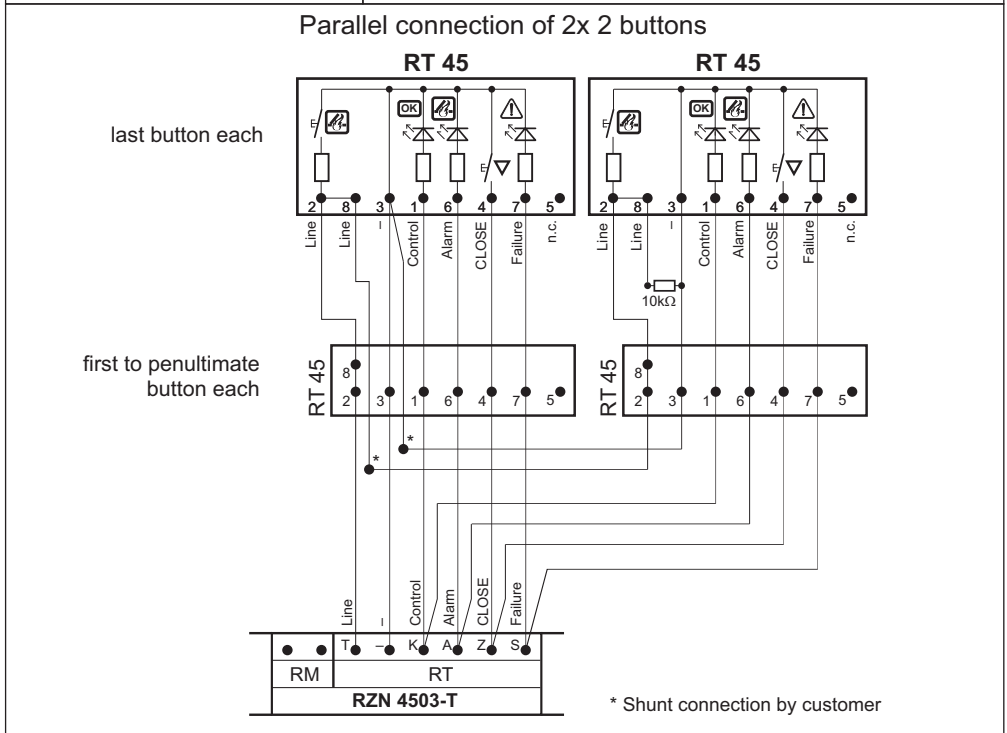 Parallel connection of 2x 2 buttons
RT 45 RT 45
last button each
OK OK
2 8 3 1 6 4 7 5 2 8 3 1 6 4 7 5
Line Line – Control Alarm CLOSE Failure n.c. Line Line – Control Alarm CLOSE Failure n.c.
10kΩ
first to penultimate
button each
RT 45 RT 45
8 8
2 3 1 6 4 7 5 2 3 1 6 4 7 5
*
*
Line – Control Alarm CLOSE Failure
T – K A Z S
RM RT
RZN 4503-T
* Shunt connection by customer